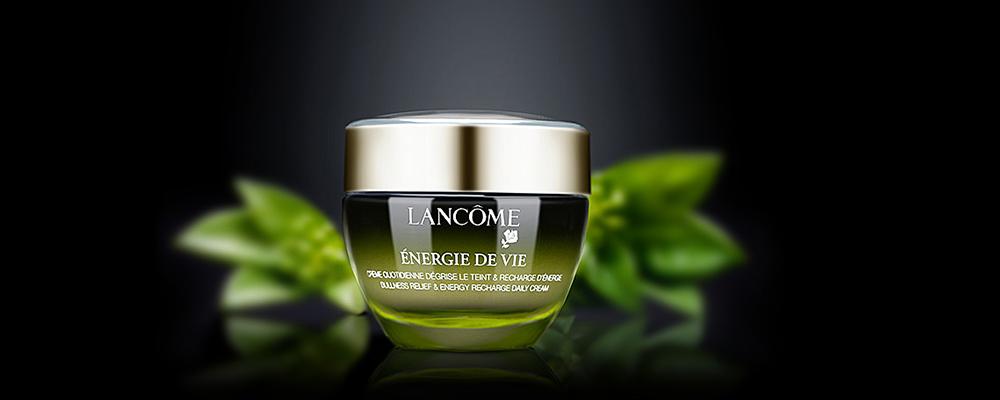 LANCÔME
ÉNERGIE DE VIE
CRÈME QUOTIDIENNE DÉGRISE LE TEINT & RECHARGE D'ÉNERGIE
DULLNESS RELIEF & ENERGY RECHARGE DAILY CREAM